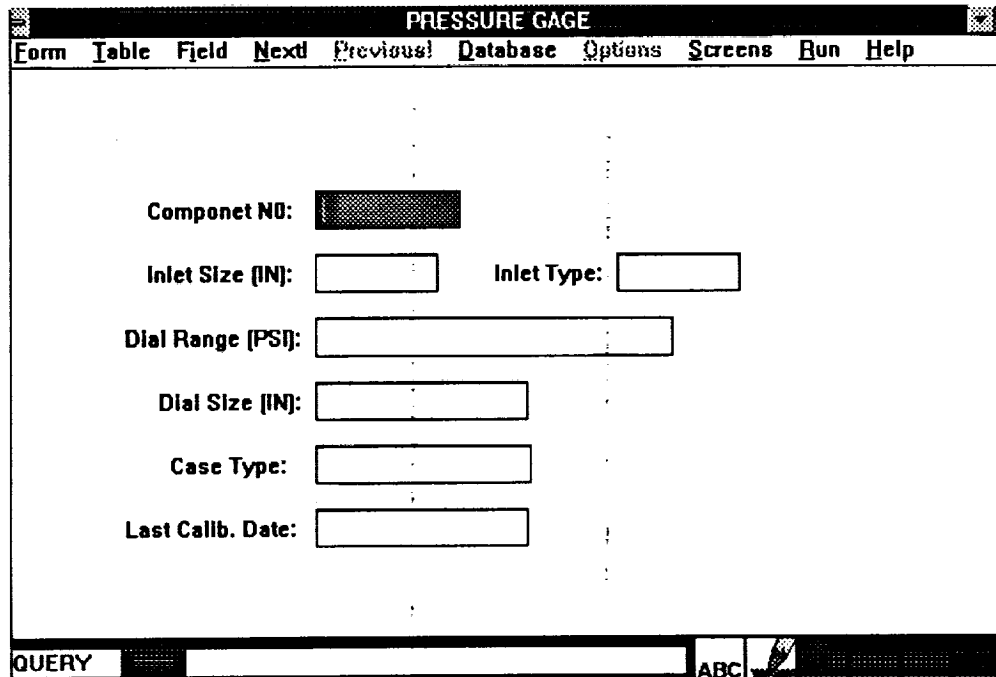 PRESSURE GAGE
Form Table Field Next! Previous! Database Options Screens Run Help
Componet NO:
Inlet Size (IN): Inlet Type:
Dial Range (PSI):
Dial Size (IN):
Case Type:
Last Calib. Date:
QUERY ABC